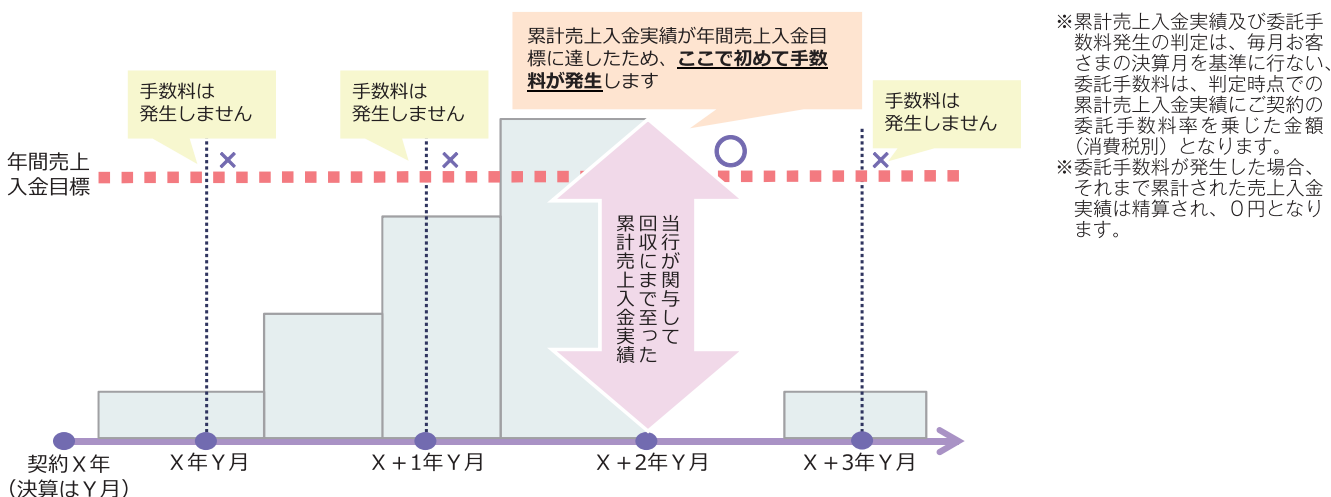 累計売上入金実績が年間売上入金目
標に達したため、ここで初めて手数
料が発生します
手数料は
発生しません
手数料は
発生しません
手数料は
発生しません
年間売上
入金目標
×
×
○
×
当行が関与して
回収にまで至った
累計売上入金実績
契約X年
(決算はY月)
X年Y月
X+1年Y月
X+2年Y月
X+3年Y月
※累計売上入金実績及び委託手
数料発生の判定は、毎月お客
さまの決算月を基準に行ない、
委託手数料は、判定時点での
累計売上入金実績にご契約の
委託手数料率を乗じた金額
(消費税別)となります。
※委託手数料が発生した場合、
それまで累計された売上入金
実績は精算され、0円となり
ます。